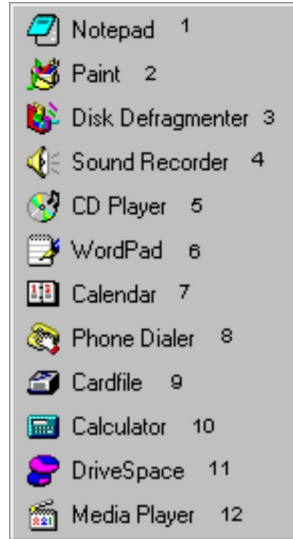 Notepad 1
Paint 2
Disk Defragmenter 3
Sound Recorder 4
CD Player 5
WordPad 6
Calendar 7
Phone Dialer 8
Cardfile 9
Calculator 10
DriveSpace 11
Media Player 12